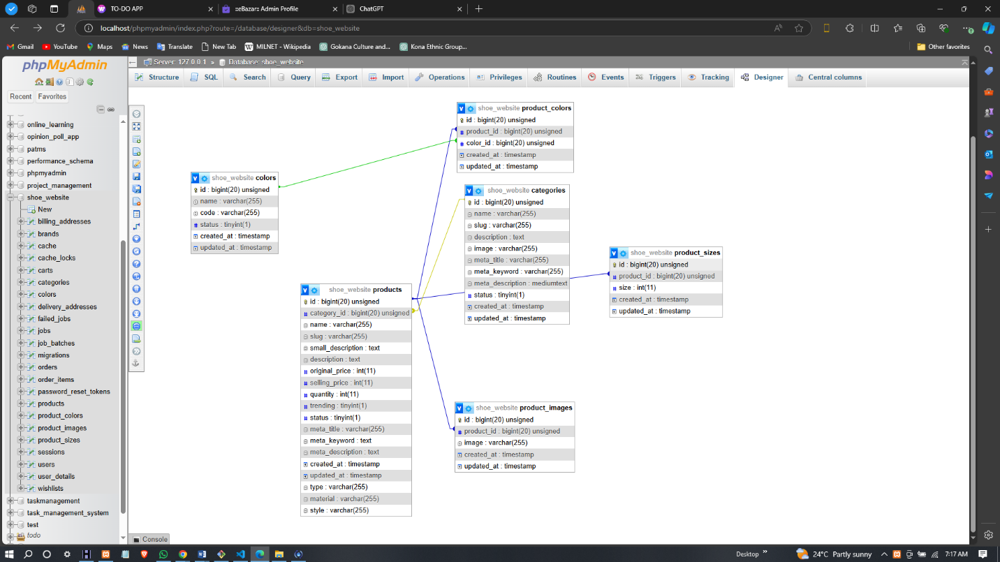 TO-DO APP
:eBazar: Admin Profile
ChatGPT
localhost/phpmyadmin/index.php?route=/database/designer&db=shoe_website
Gmail
YouTube
Maps
News
Translate
New Tab
MILNET - Wikipedia
Gokana Culture and...
Kona Ethnic Group...
Other favorites
phpMyAdmin
Recent
Favorites
online_learning
opinion_poll_app
patms
performance_schema
phpmyadmin
project_management
shoe_website
New
billing_addresses
brands
cache
cache_locks
carts
categories
colors
delivery_addresses
failed_jobs
jobs
job_batches
migrations
orders
order_items
password_reset_tokens
products
product_colors
product_images
product_sizes
sessions
users
user_details
wishlists
taskmanagement
task_management_system
test
todo
Server: 127.0.0.1 » Database: shoe_website
Structure
SQL
Search
Query
Export
Import
Operations
Privileges
Routines
Events
Triggers
Tracking
Designer
Central columns
shoe_website product_colors
id : bigint(20) unsigned
product_id : bigint(20) unsigned
color_id : bigint(20) unsigned
created_at : timestamp
updated_at : timestamp
shoe_website colors
id : bigint(20) unsigned
name : varchar(255)
code : varchar(255)
status : tinyint(1)
created_at : timestamp
updated_at : timestamp
shoe_website categories
id : bigint(20) unsigned
name : varchar(255)
slug : varchar(255)
description : text
image : varchar(255)
meta_title : varchar(255)
meta_keyword : varchar(255)
meta_description : mediumtext
status : tinyint(1)
created_at : timestamp
updated_at : timestamp
shoe_website product_sizes
id : bigint(20) unsigned
product_id : bigint(20) unsigned
size : int(11)
created_at : timestamp
updated_at : timestamp
shoe_website products
id : bigint(20) unsigned
category_id : bigint(20) unsigned
name : varchar(255)
slug : varchar(255)
small_description : text
description : text
original_price : int(11)
selling_price : int(11)
quantity : int(11)
trending : tinyint(1)
status : tinyint(1)
meta_title : varchar(255)
meta_keyword : text
meta_description : text
created_at : timestamp
updated_at : timestamp
type : varchar(255)
material : varchar(255)
style : varchar(255)
shoe_website product_images
id : bigint(20) unsigned
product_id : bigint(20) unsigned
image : varchar(255)
created_at : timestamp
updated_at : timestamp
Console
Desktop
24°C Partly sunny
7:17 AM